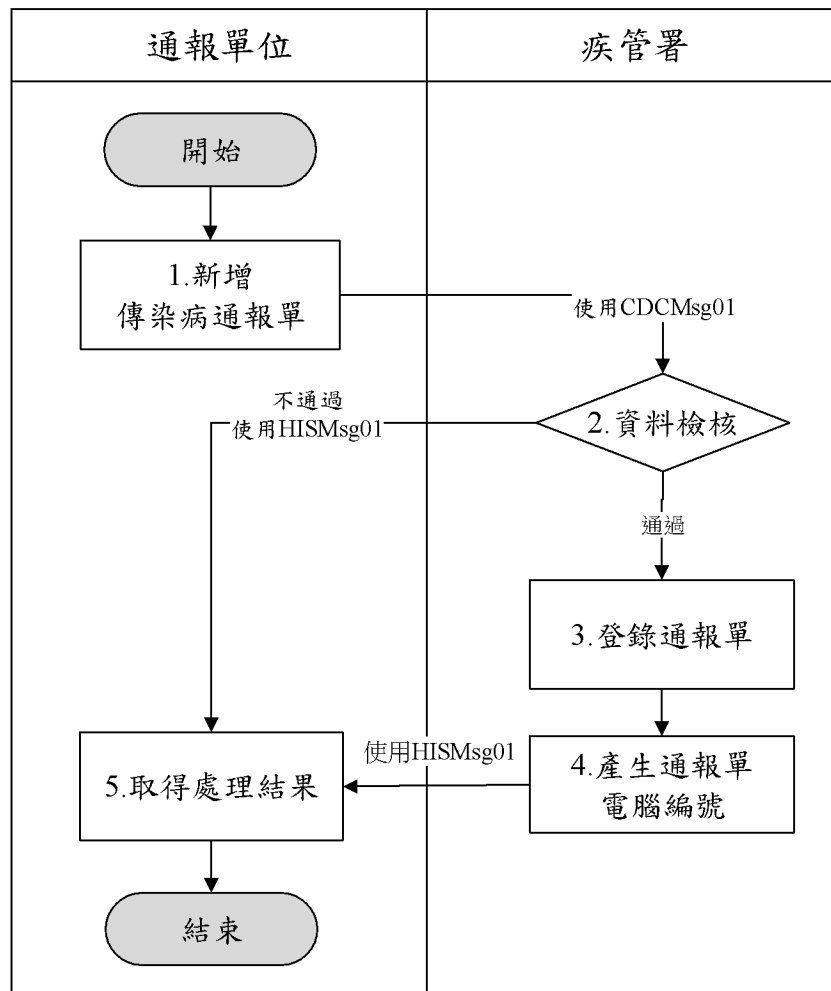 通報單位
疾管署
開始
1.新增
傳染病通報單
使用CDCMsg01
2.資料檢核
不通過
使用HISMsg01
通過
3.登錄通報單
4.產生通報單
電腦編號
使用HISMsg01
5.取得處理結果
結束